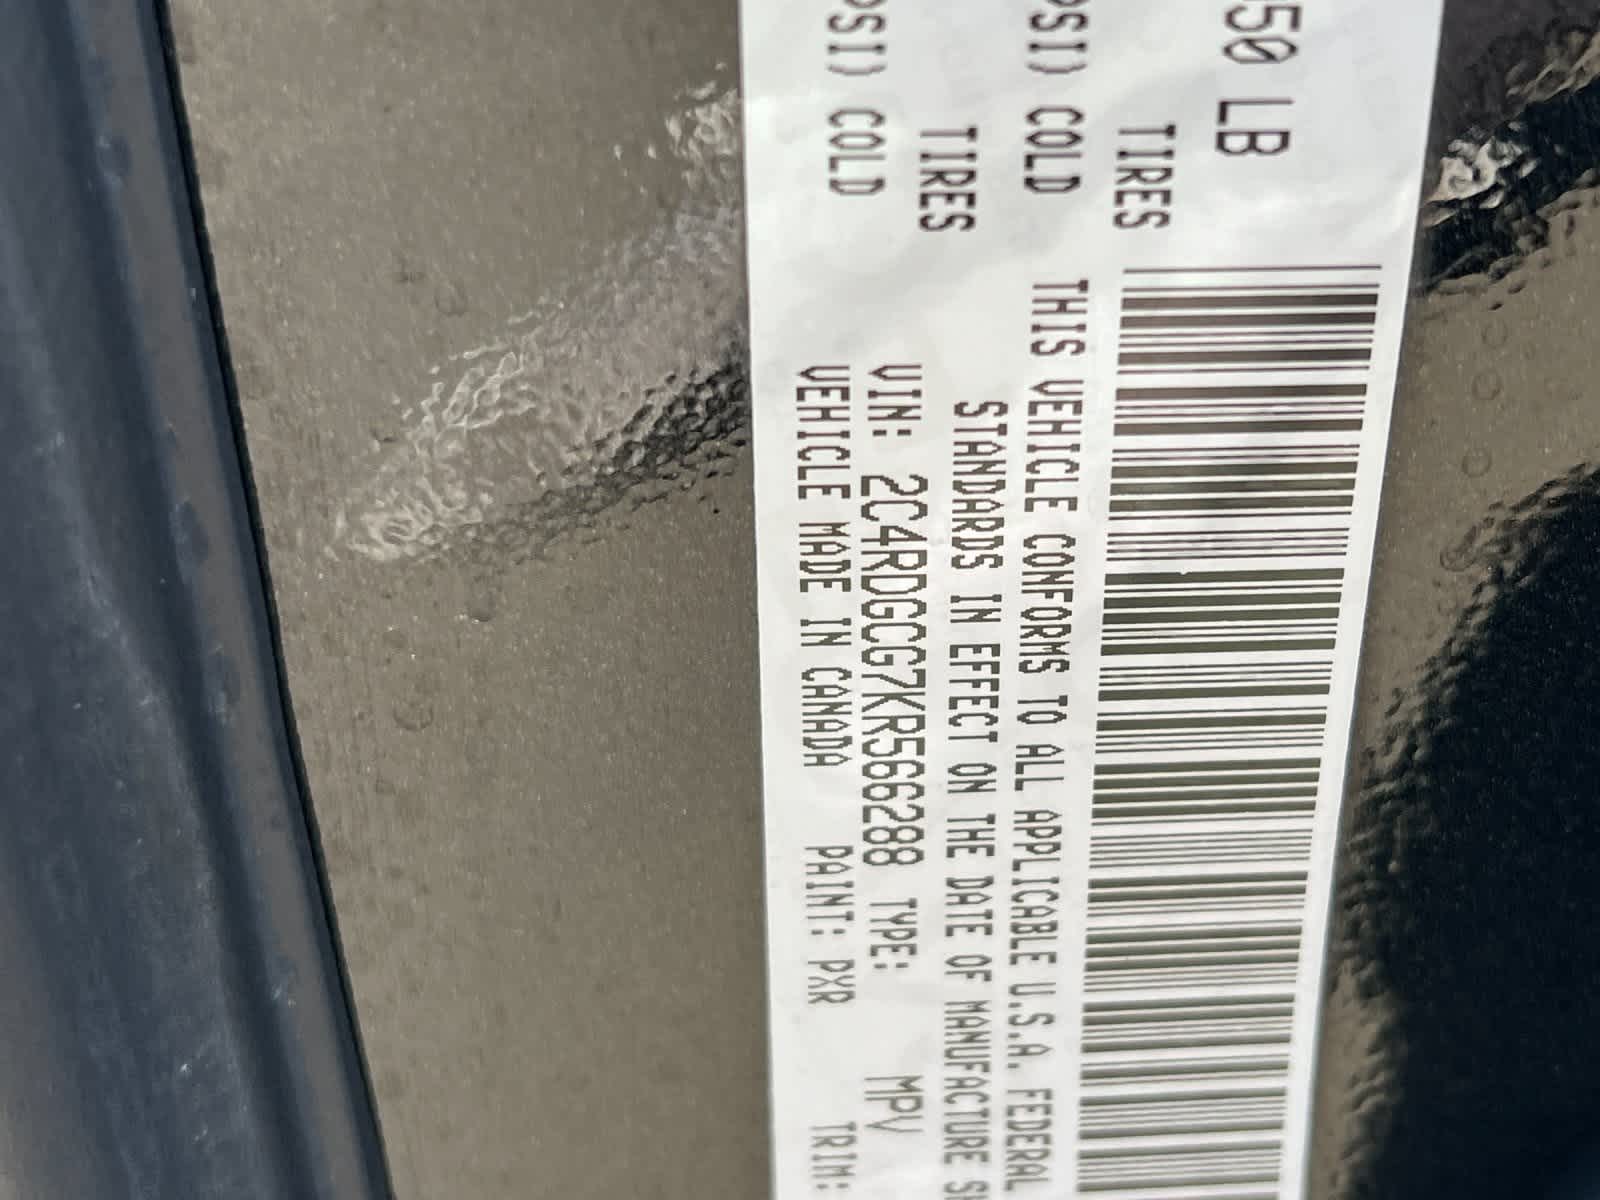 450 LB
TIRES
PSI) COLD
TIRES
PSI) COLD
THIS VEHICLE CONFORMS TO ALL APPLICABLE U.S.A. FEDERAL
STANDARDS IN EFFECT ON THE DATE OF MANUFACTURE
VIN: 2C4RDGCG7KR566288 TYPE: MPV
VEHICLE MADE IN CANADA PAINT: PXR TRIM: